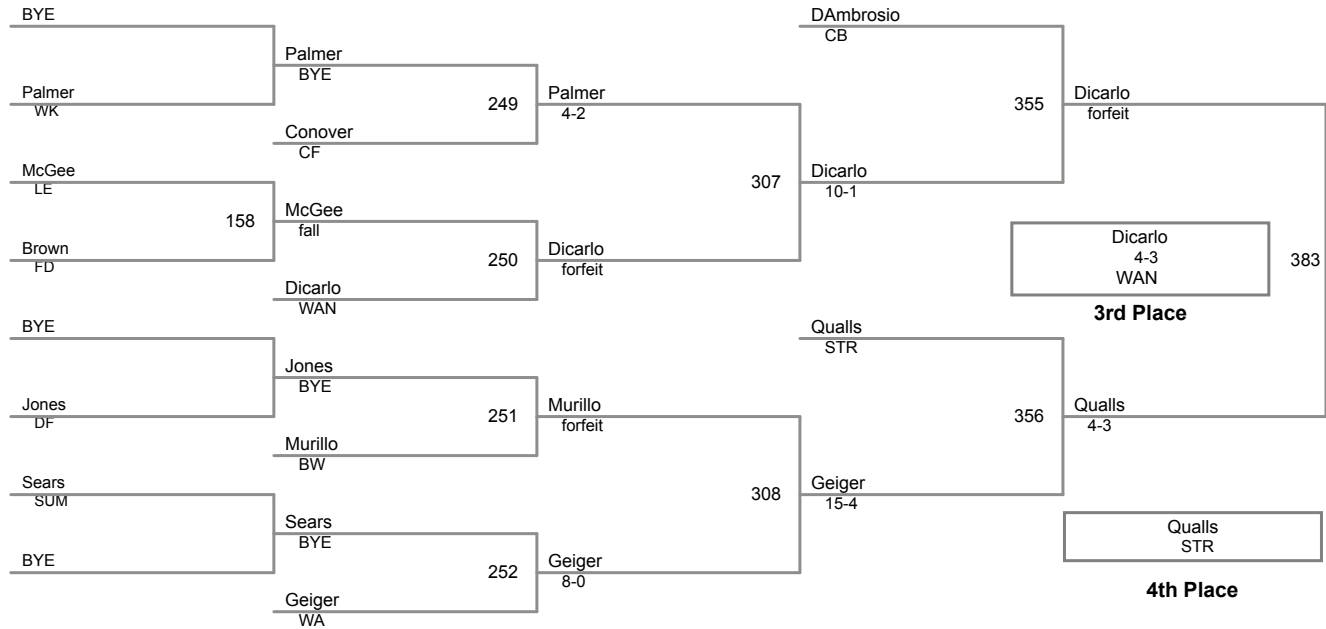 BYE
Palmer
WK
McGee
LE
Brown
FD
BYE
Jones
DF
Sears
SUM
BYE
158
Palmer
BYE
Conover
CF
McGee
fall
Dicarlo
WAN
Jones
BYE
Murillo
BW
Sears
BYE
Geiger
WA
249
250
251
252
Palmer
4-2
Dicarlo
forfeit
Murillo
forfeit
Geiger
8-0
307
308
DAmbrosio
CB
Dicarlo
10-1
Qualls
STR
Geiger
15-4
355
356
Dicarlo
forfeit
Qualls
4-3
383
Dicarlo
4-3
WAN
3rd Place
Qualls
STR
4th Place